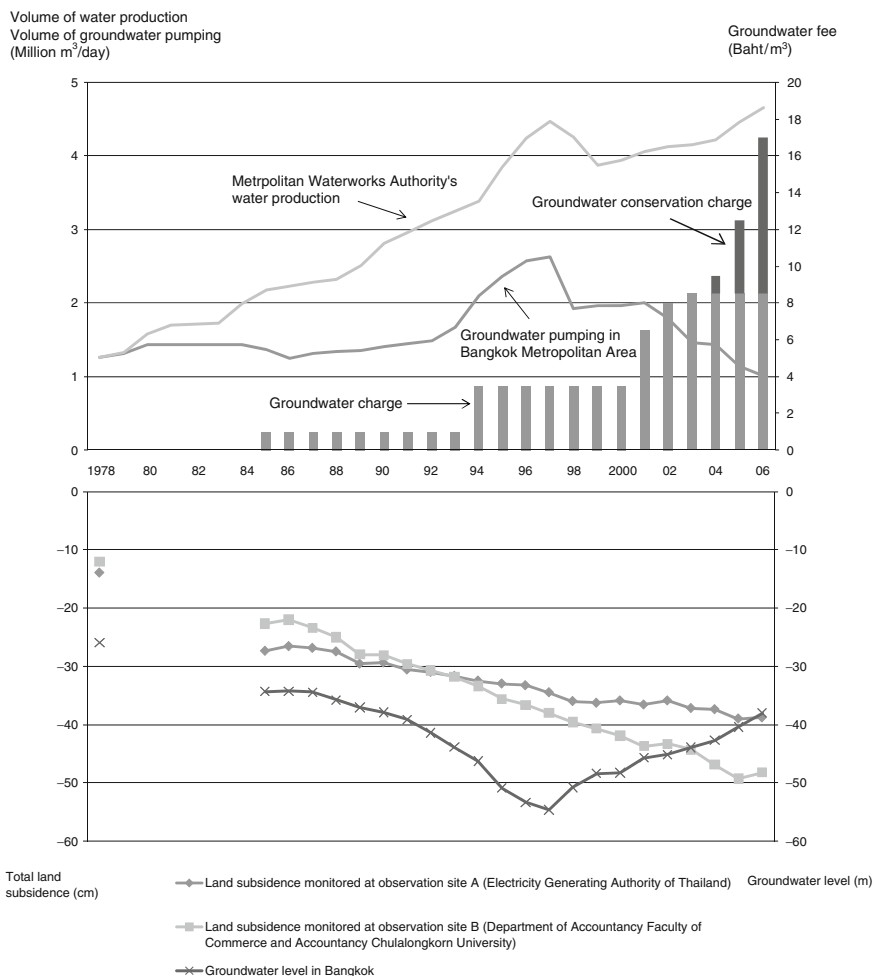 Volume of water production
Volume of groundwater pumping
(Million m³/day)
Groundwater fee
(Baht/m³)
5
20
18
4
16
Metrpolitan Waterworks Authority's
water production
14
Groundwater conservation charge
3
12
10
2
8
Groundwater pumping in
Bangkok Metropolitan Area
6
1
4
Groundwater charge
2
0
0
1978 80 82 84 86 88 90 92 94 96 98 2000 02 04 06
0
0
–10
–10
–20
–20
–30
–30
–40
–40
–50
–50
–60
–60
Total land
subsidence (cm)
Land subsidence monitored at observation site A (Electricity Generating Authority of Thailand)
Groundwater level (m)
Land subsidence monitored at observation site B (Department of Accountancy Faculty of
Commerce and Accountancy Chulalongkorn University)
Groundwater level in Bangkok